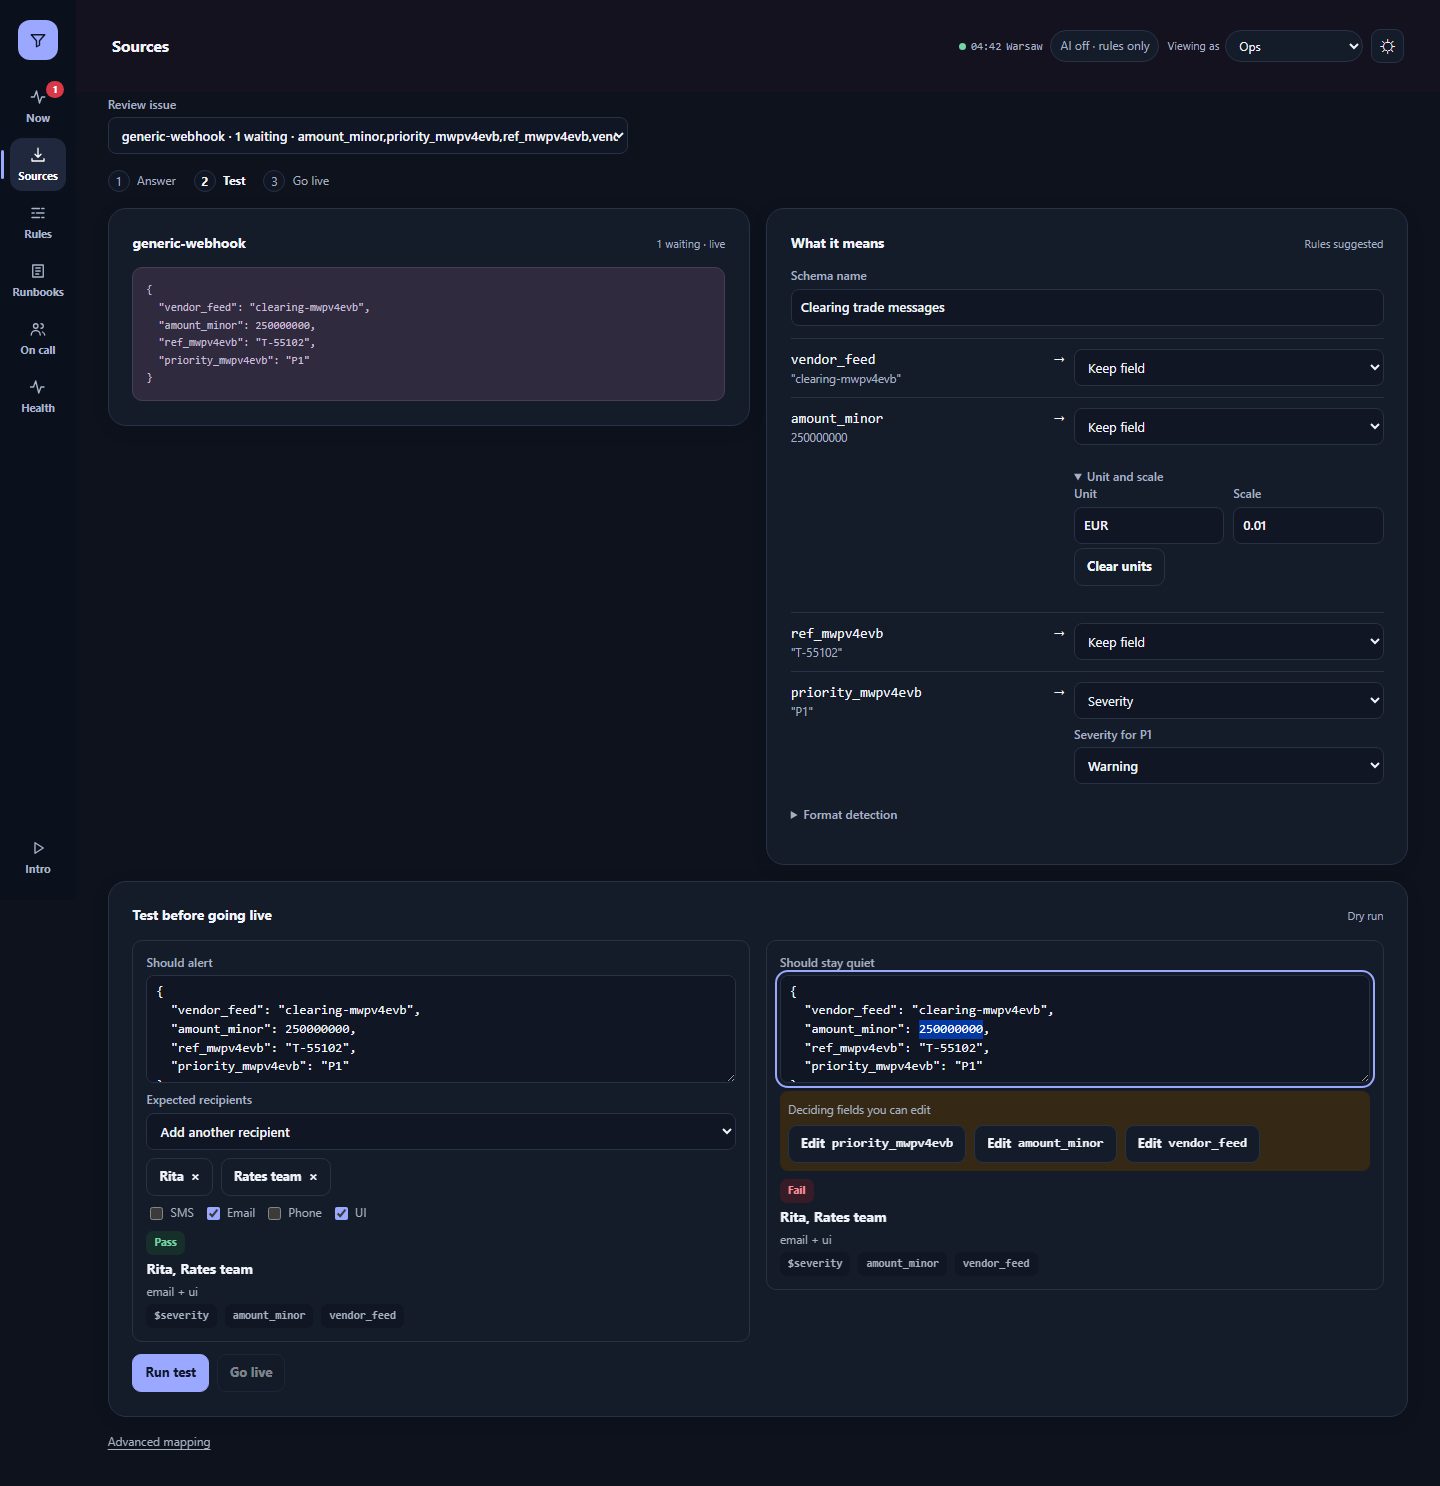 Sources
04:42 Warsaw
AI off · rules only
Viewing as
Ops
1
Now
Sources
Rules
Runbooks
On call
Health
Intro
Review issue
generic-webhook · 1 waiting · amount_minor,priority_mwpv4evb,ref_mwpv4evb,venc
1 Answer
2 Test
3 Go live
generic-webhook
1 waiting · live
{
"vendor_feed": "clearing-mwpv4evb",
"amount_minor": 250000000,
"ref_mwpv4evb": "T-55102",
"priority_mwpv4evb": "P1"
}
What it means
Rules suggested
Schema name
Clearing trade messages
vendor_feed → Keep field
"clearing-mwpv4evb"
amount_minor → Keep field
250000000
▼ Unit and scale
Unit Scale
EUR 0.01
Clear units
ref_mwpv4evb → Keep field
"T-55102"
priority_mwpv4evb → Severity
"P1"
Severity for P1
Warning
▶ Format detection
Test before going live
Dry run
Should alert
{
"vendor_feed": "clearing-mwpv4evb",
"amount_minor": 250000000,
"ref_mwpv4evb": "T-55102",
"priority_mwpv4evb": "P1"
Expected recipients
Add another recipient
Rita × Rates team ×
SMS Email Phone UI
Pass
Rita, Rates team
email + ui
$severity amount_minor vendor_feed
Should stay quiet
{
"vendor_feed": "clearing-mwpv4evb",
"amount_minor": 250000000,
"ref_mwpv4evb": "T-55102",
"priority_mwpv4evb": "P1"
Deciding fields you can edit
Edit priority_mwpv4evb Edit amount_minor Edit vendor_feed
Fail
Rita, Rates team
email + ui
$severity amount_minor vendor_feed
Run test Go live
Advanced mapping